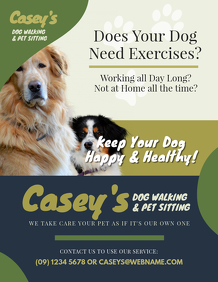 Casey's
DOG WALKING
& PET SITTING
Does Your Dog
Need Exercises?
Working all Day Long?
Not at Home all the time?
Keep Your Dog
Happy & Healthy!
Casey's
DOG WALKING
& PET SITTING
WE TAKE CARE YOUR PET AS IF IT'S OUR OWN ONE
CONTACT US TO USE OUR SERVICE:
(09) 1234 5678 OR CASEYS@WEBNAME.COM